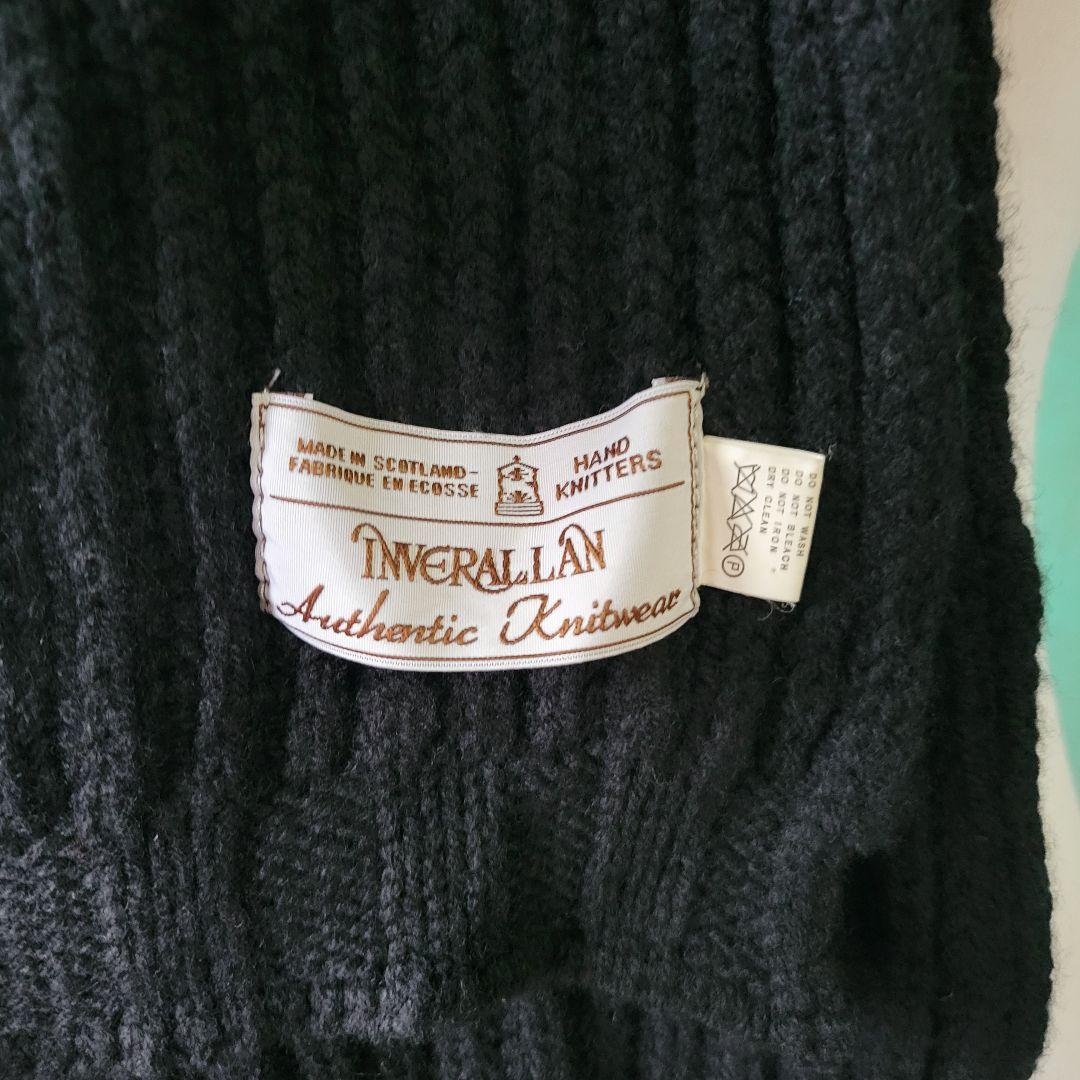 MADE IN SCOTLAND-
FABRIQUE EN ECOSSE
HAND
KNITTERS
INVERALLAN
Authentic Knitwear
DO NOT WASH
DO NOT BLEACH
DO NOT IRON
DRY CLEAN
P